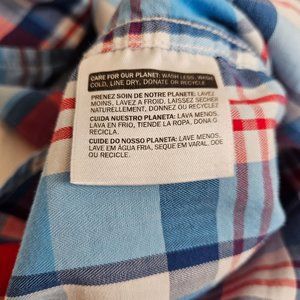 CARE FOR OUR PLANET: WASH LESS, WASH
COLD, LINE DRY, DONATE OR RECYCLE
PRENEZ SOIN DE NOTRE PLANETE: LAVEZ
MOINS, LAVEZ A FROID, LAISSEZ SECHER
NATURELLEMENT, DONNEZ OU RECYCLEZ
CUIDA NUESTRO PLANETA: LAVA MENOS,
LAVA EN FRIO, TIENDE LA ROPA, DONA O
RECICLA.
CUIDE DO NOSSO PLANETA: LAVE MENOS,
LAVE EM ÁGUA FRIA, SEQUE EM VARAL, DOE
OU RECICLE.